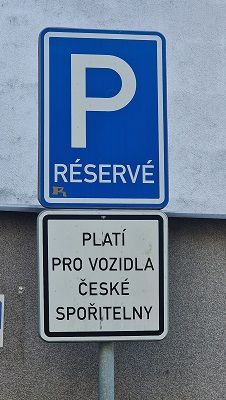 P
RÉSERVÉ
PLATÍ
PRO VOZIDLA
ČESKÉ
SPOŘITELNY